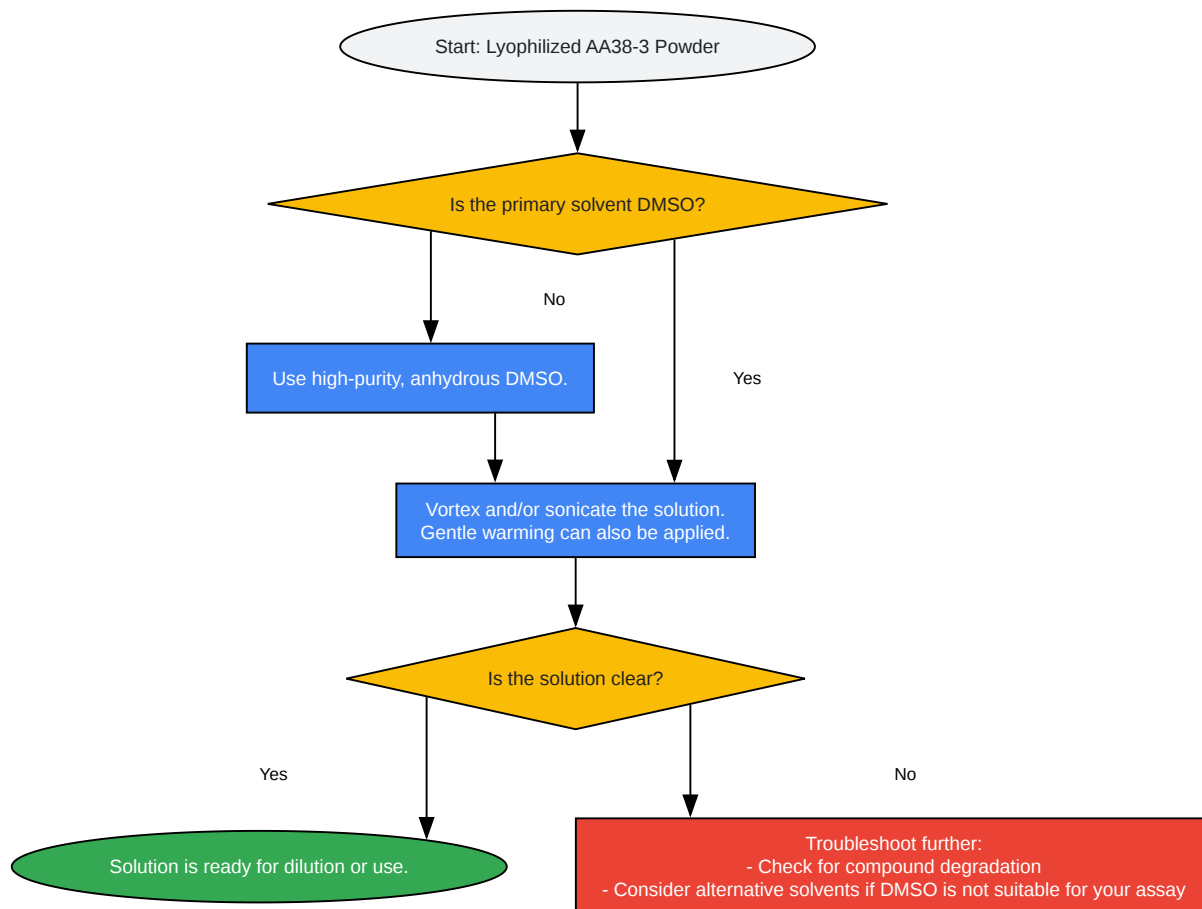 Start: Lyophilized AA38-3 Powder
Is the primary solvent DMSO?
No
Use high-purity, anhydrous DMSO.
Yes
Vortex and/or sonicate the solution.
Gentle warming can also be applied.
Is the solution clear?
Yes
No
Solution is ready for dilution or use.
Troubleshoot further:
- Check for compound degradation
- Consider alternative solvents if DMSO is not suitable for your assay